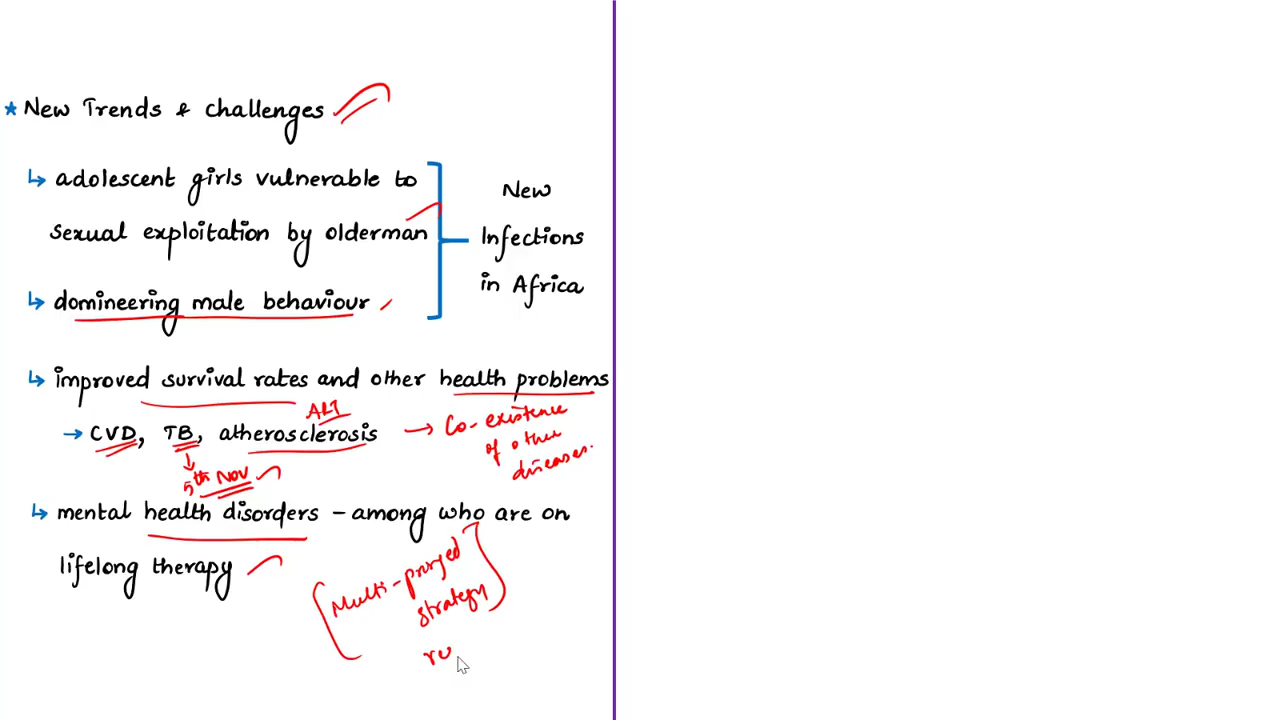 * New Trends & challenges
↳ adolescent girls vulnerable to
sexual exploitation by olderman
↳ domineering male behaviour
New
Infections
in Africa
↳ improved survival rates and other health problems
ART
→ CVD, TB, atherosclerosis → Co-existence
of other
diseases.
5th Nov
↳ mental health disorders – among who are on
lifelong therapy
Multi-pronged
strategy